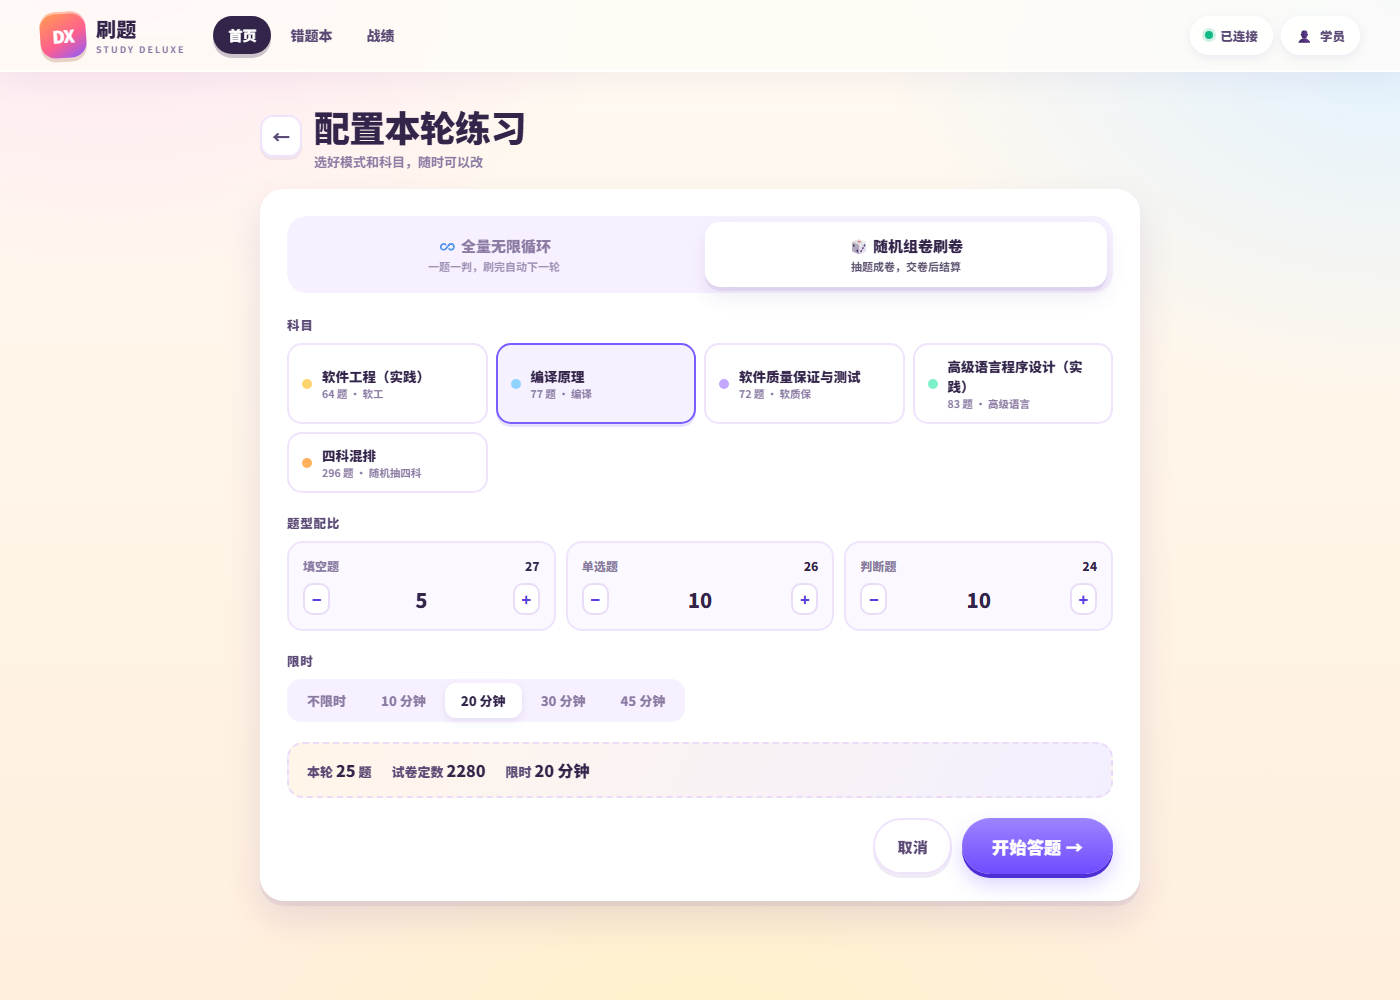 DX
刷题
STUDY DELUXE
首页
错题本
战绩
已连接
学员
←
配置本轮练习
选好模式和科目，随时可以改
∞ 全量无限循环
一题一判，刷完自动下一轮
🎲 随机组卷刷卷
抽题成卷，交卷后结算
科目
软件工程（实践）
64 题 · 软工
编译原理
77 题 · 编译
软件质量保证与测试
72 题 · 软质保
高级语言程序设计（实
践）
83 题 · 高级语言
四科混排
296 题 · 随机抽四科
题型配比
填空题 27
− 5 +
单选题 26
− 10 +
判断题 24
− 10 +
限时
不限时 10 分钟 20 分钟 30 分钟 45 分钟
本轮 25 题 试卷定数 2280 限时 20 分钟
取消
开始答题 →